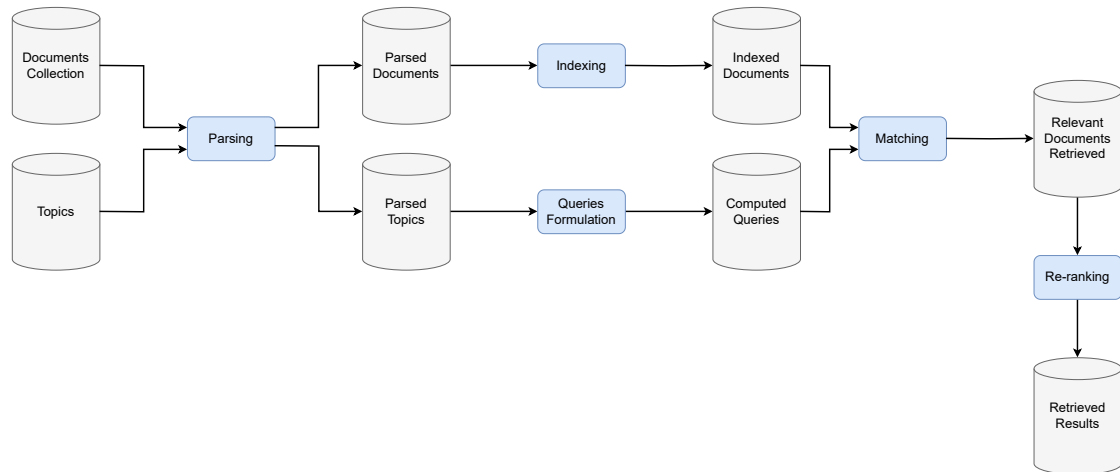 Documents
Collection
Parsed
Documents
Indexing
Indexed
Documents
Parsing
Matching
Relevant
Documents
Retrieved
Topics
Parsed
Topics
Queries
Formulation
Computed
Queries
Re-ranking
Retrieved
Results